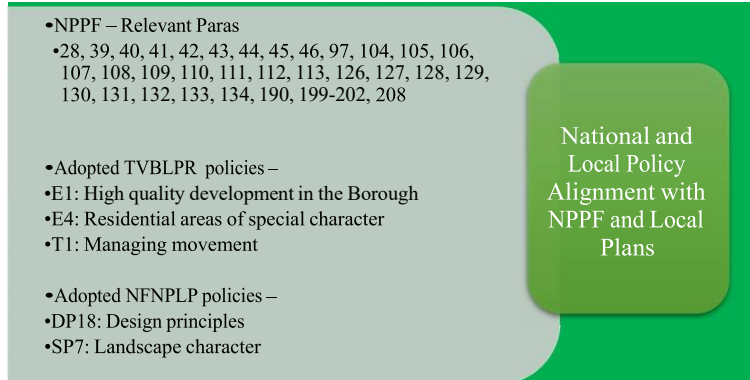 •NPPF – Relevant Paras
•28, 39, 40, 41, 42, 43, 44, 45, 46, 97, 104, 105, 106,
107, 108, 109, 110, 111, 112, 113, 126, 127, 128, 129,
130, 131, 132, 133, 134, 190, 199-202, 208
•Adopted TVBLPR policies –
•E1: High quality development in the Borough
•E4: Residential areas of special character
•T1: Managing movement
•Adopted NFNPLP policies –
•DP18: Design principles
•SP7: Landscape character
National and
Local Policy
Alignment with
NPPF and Local
Plans